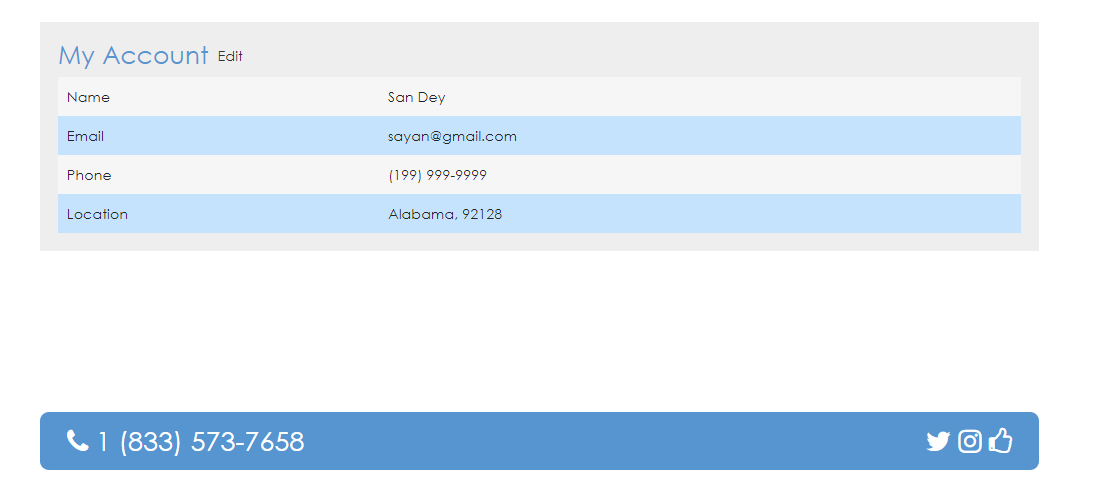 My Account Edit
Name San Dey
Email sayan@gmail.com
Phone (199) 999-9999
Location Alabama, 92128
1 (833) 573-7658